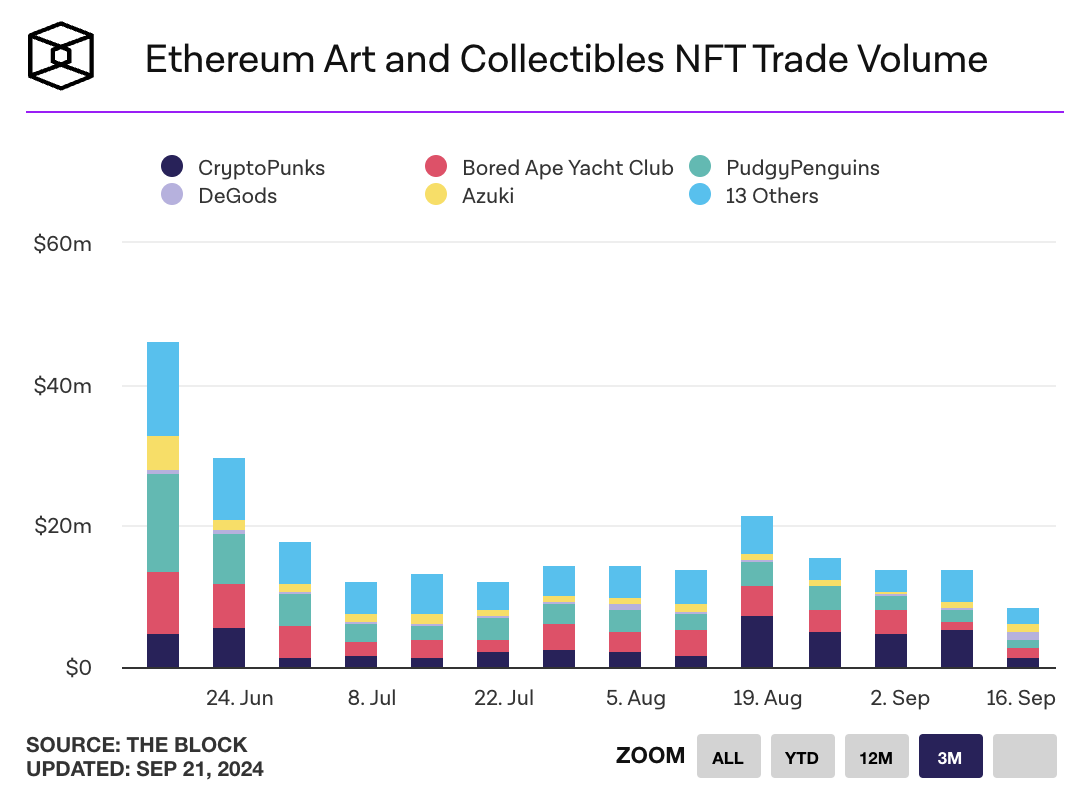 Ethereum Art and Collectibles NFT Trade Volume
CryptoPunks Bored Ape Yacht Club PudgyPenguins
DeGods Azuki 13 Others
$60m
$40m
$20m
$0
24. Jun 8. Jul 22. Jul 5. Aug 19. Aug 2. Sep 16. Sep
SOURCE: THE BLOCK
UPDATED: SEP 21, 2024
ZOOM ALL YTD 12M 3M